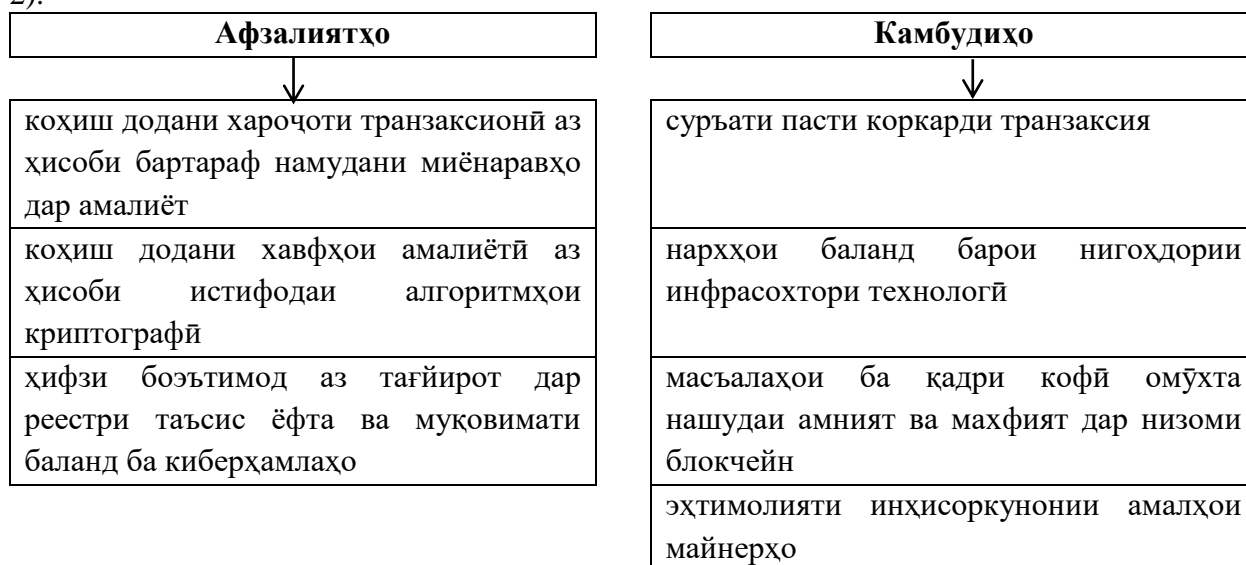 2).
Афзалиятҳо
коҳиш додани хароҷоти транзаксионӣ аз
ҳисоби бартараф намудани миёнаравҳо
дар амалиёт
коҳиш додани хавфҳои амалиётӣ аз
ҳисоби истифодаи алгоритмҳои
криптографӣ
ҳифзи боэътимод аз тағйирот дар
реестри таъсис ёфта ва муқовимати
баланд ба киберҳамлаҳо
Камбудиҳо
суръати пасти коркарди транзаксия
нархҳои баланд барои нигоҳдории
инфрасохтори технологӣ
масъалаҳои ба қадри кофӣ омӯхта
нашудаи амният ва махфият дар низоми
блокчейн
эҳтимолияти инҳисоркунонии амалҳои
майнерҳо